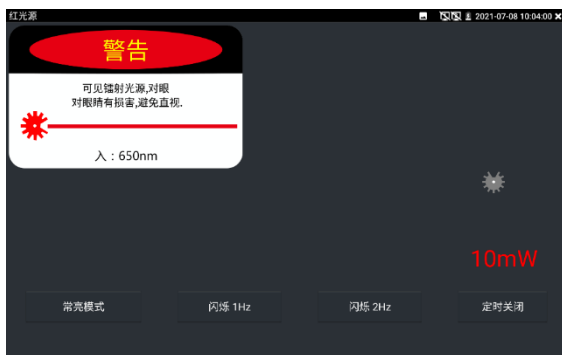 红光源
2021-07-08 10:04:00
警告
可见镭射光源,对眼
对眼睛有损害,避免直视.
入：650nm
10mW
常亮模式
闪烁 1Hz
闪烁 2Hz
定时关闭